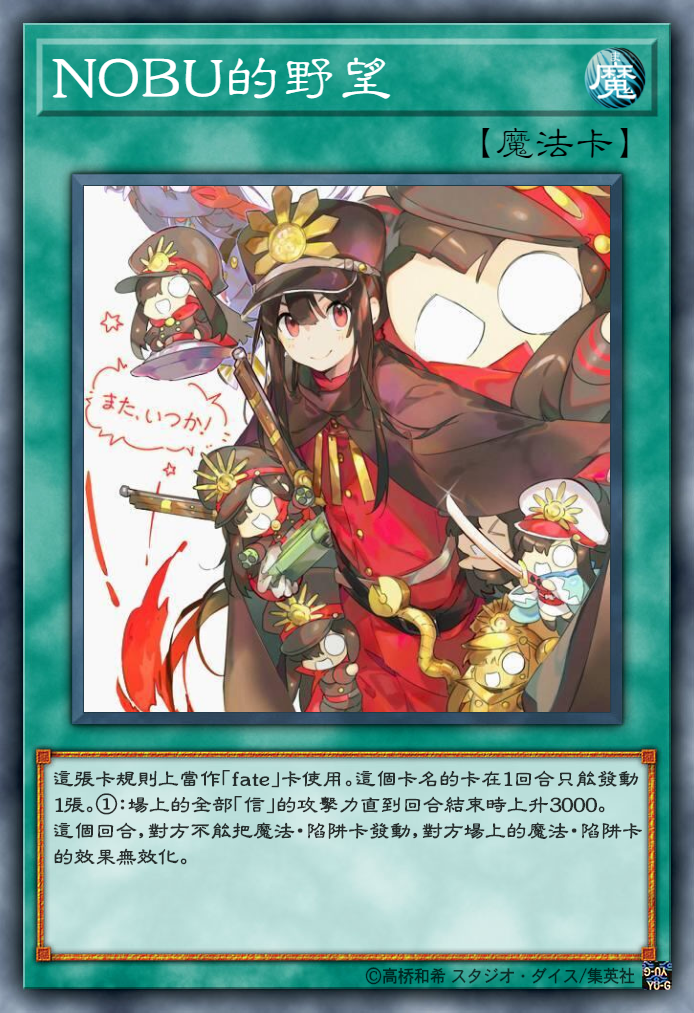 NOBU的野望
魔
【魔法卡】
また、いつか!
這張卡規則上當作「fate」卡使用。這個卡名的卡在1回合只能發動
1張。①:場上的全部「信」的攻擊力直到回合結束時上升3000。
這個回合,對方不能把魔法・陷阱卡發動,對方場上的魔法・陷阱卡
的效果無效化。
©高桥和希 スタジオ・ダイス/集英社